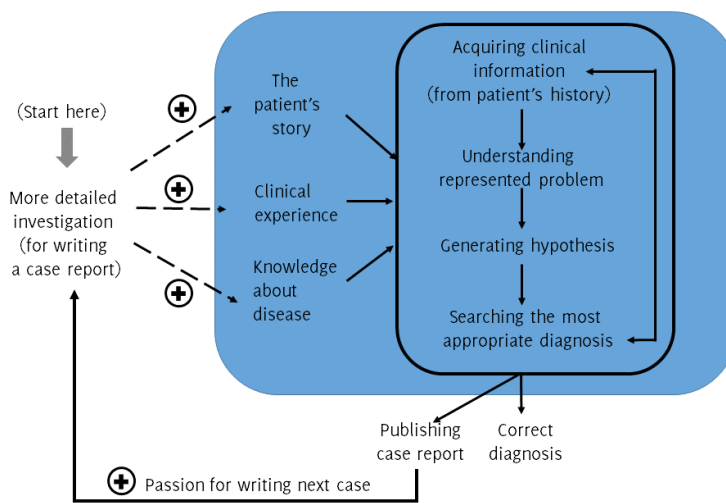 (Start here)
More detailed
investigation
(for writing
a case report)
The
patient's
story
Clinical
experience
Knowledge
about
disease
Acquiring clinical
information
(from patient's history)
Understanding
represented problem
Generating hypothesis
Searching the most
appropriate diagnosis
Publishing
case report
Correct
diagnosis
Passion for writing next case